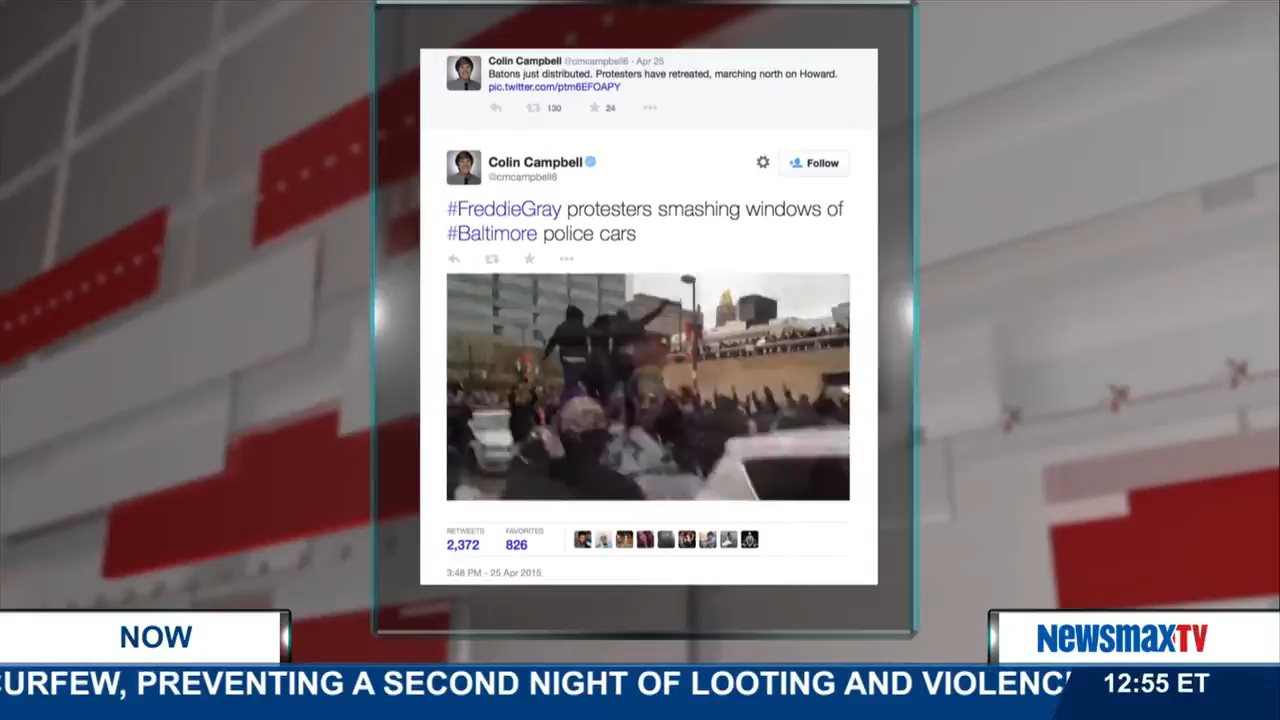 Colin Campbell @cmcampbell6 · Apr 25
Batons just distributed. Protesters have retreated, marching north on Howard.
pic.twitter.com/ptm6EFOAPY
130 24
Colin Campbell
@cmcampbell6
Follow
#FreddieGray protesters smashing windows of
#Baltimore police cars
RETWEETS FAVORITES
2,372 826
3:48 PM - 25 Apr 2015
NOW
NEWSMAXTV
CURFEW, PREVENTING A SECOND NIGHT OF LOOTING AND VIOLENC
12:55 ET